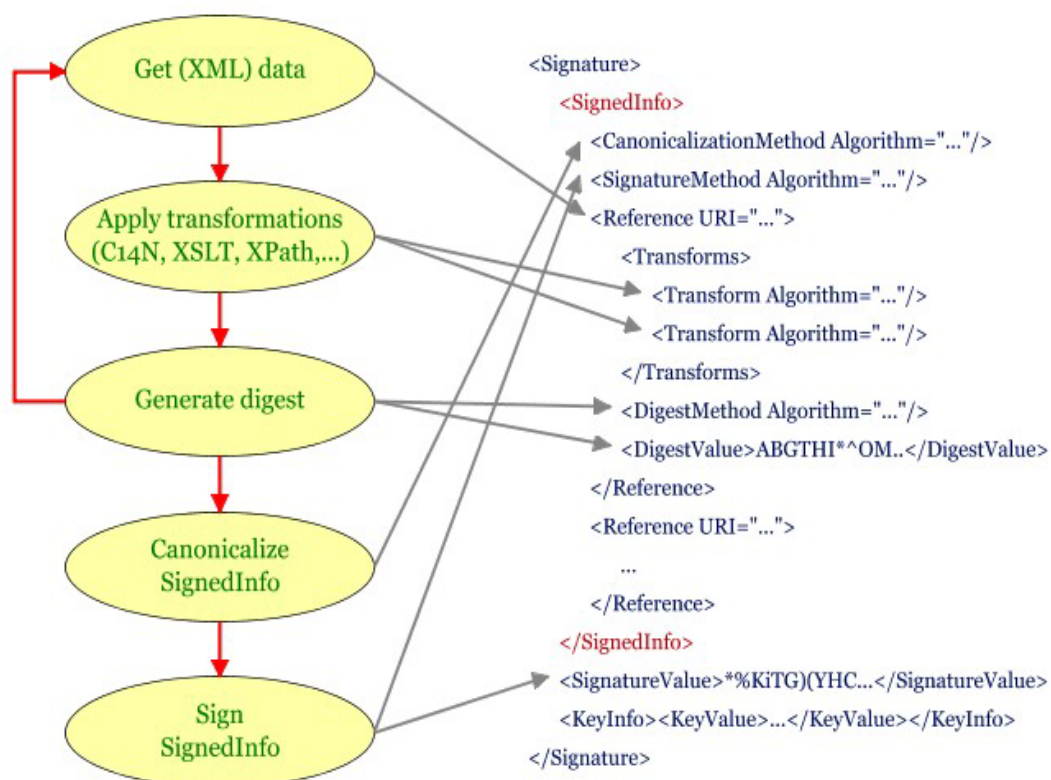 Get (XML) data
Apply transformations
(C14N, XSLT, XPath,...)
Generate digest
Canonicalize
SignedInfo
Sign
SignedInfo
<Signature>
<SignedInfo>
<CanonicalizationMethod Algorithm="..."/>
<SignatureMethod Algorithm="..."/>
<Reference URI="...">
<Transforms>
<Transform Algorithm="..."/>
<Transform Algorithm="..."/>
</Transforms>
<DigestMethod Algorithm="..."/>
<DigestValue>ABGTHI*^OM..</DigestValue>
</Reference>
<Reference URI="...">
...
</Reference>
</SignedInfo>
<SignatureValue>*%KiTG)(YHC...</SignatureValue>
<KeyInfo><KeyValue>...</KeyValue></KeyInfo>
</Signature>